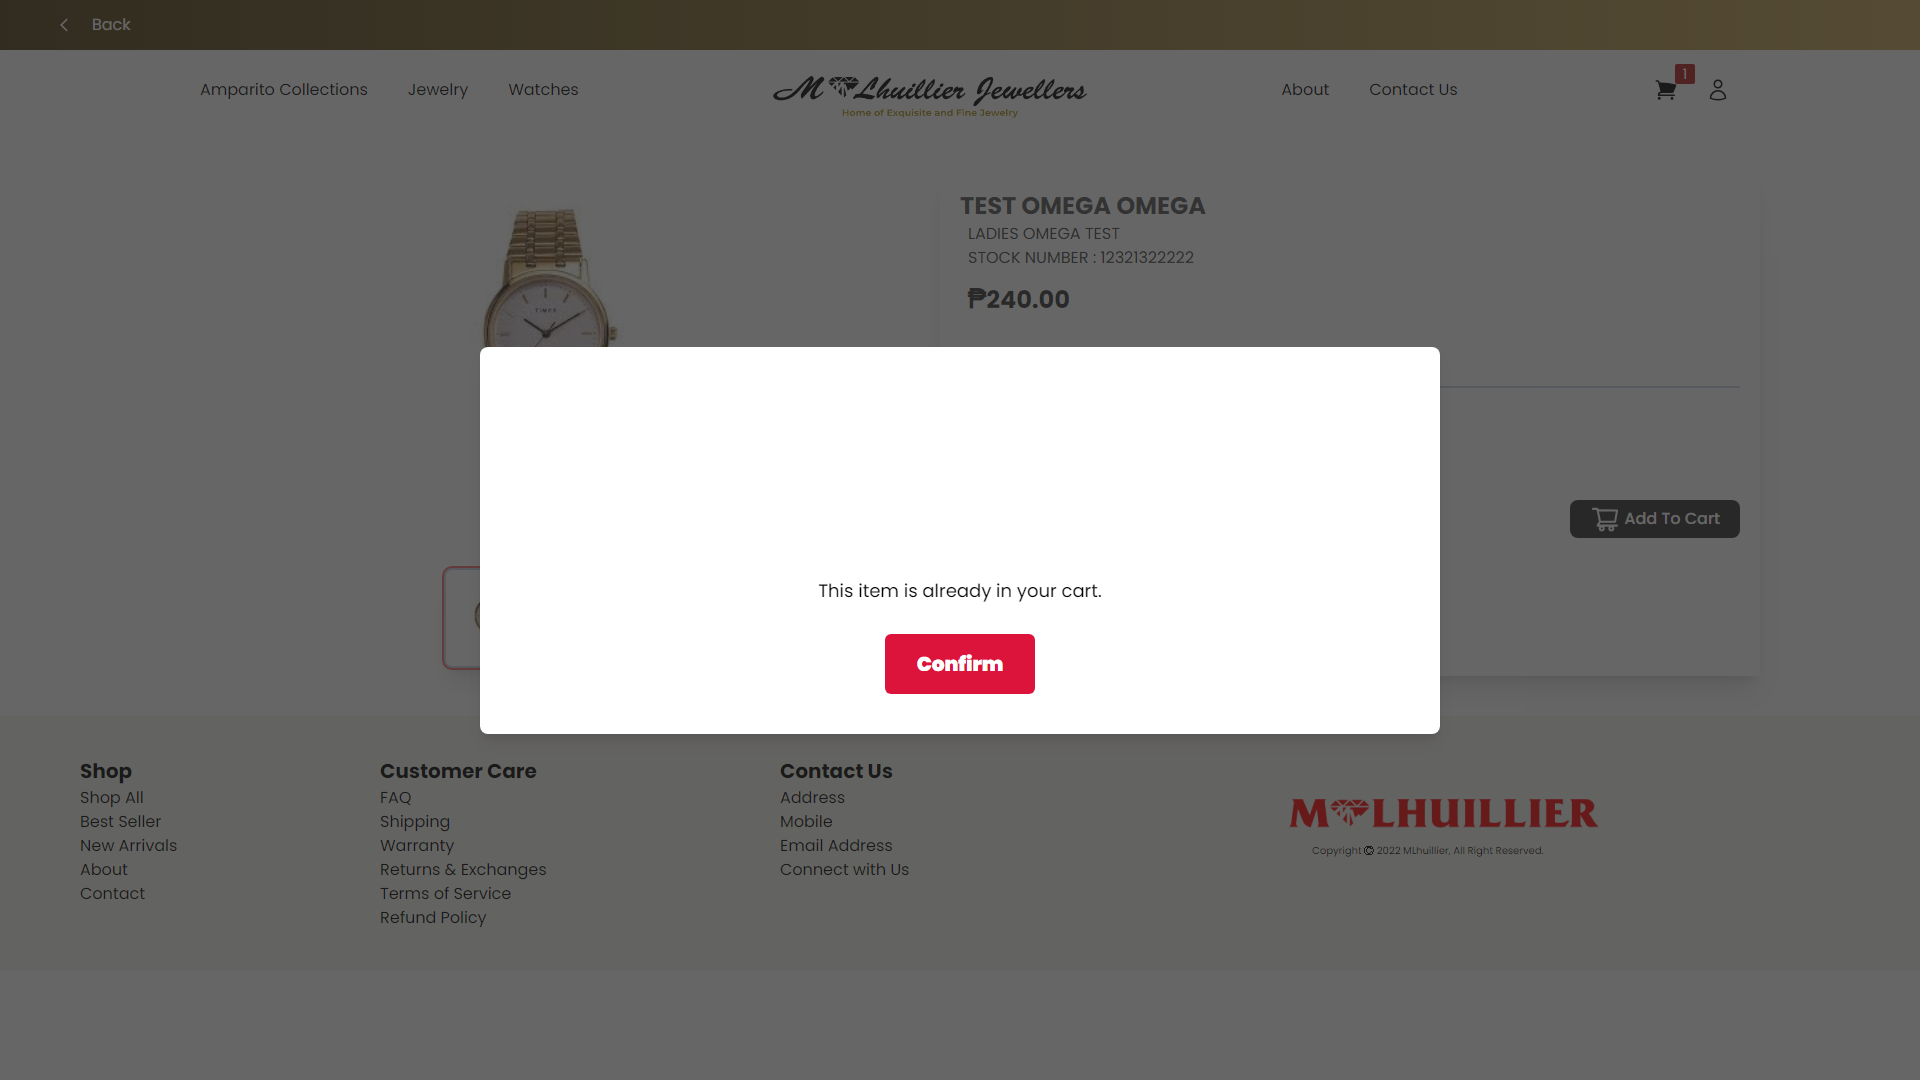 Back
Amparito Collections
Jewelry
Watches
M Lhuillier Jewellers
Home of Exquisite and Fine Jewelry
About
Contact Us
1
TIMEX
TEST OMEGA OMEGA
LADIES OMEGA TEST
STOCK NUMBER : 12321322222
₱240.00
Add To Cart
This item is already in your cart.
Confirm
Shop
Shop All
Best Seller
New Arrivals
About
Contact
Customer Care
FAQ
Shipping
Warranty
Returns & Exchanges
Terms of Service
Refund Policy
Contact Us
Address
Mobile
Email Address
Connect with Us
M LHUILLIER
Copyright © 2022 MLhuillier, All Right Reserved.